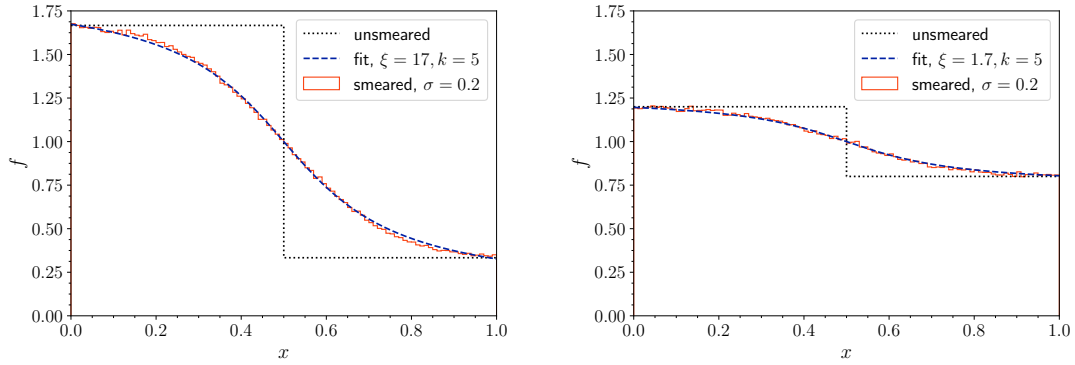 1.75
1.50
1.25
1.00
0.75
0.50
0.25
0.00
f
0.0 0.2 0.4 0.6 0.8 1.0
x
unsmeared
fit, ξ = 17, k = 5
smeared, σ = 0.2
1.75
1.50
1.25
1.00
0.75
0.50
0.25
0.00
f
0.0 0.2 0.4 0.6 0.8 1.0
x
unsmeared
fit, ξ = 1.7, k = 5
smeared, σ = 0.2